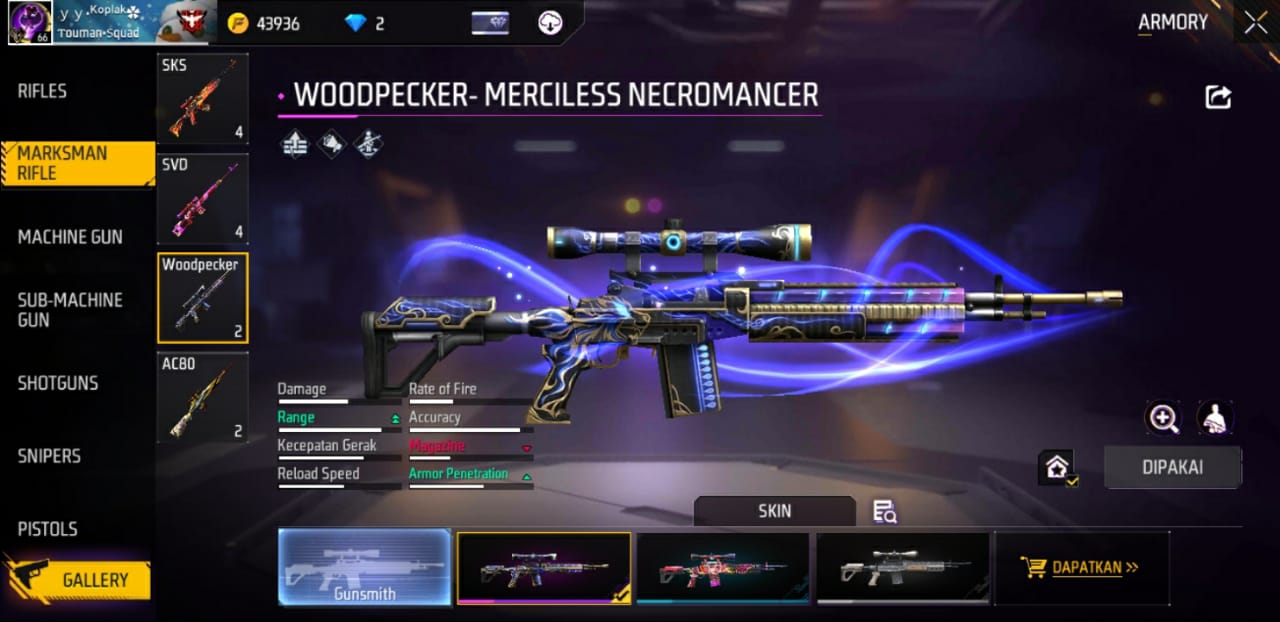 y y .Koplak
Touman·Squad
66
43936
2
ARMORY
RIFLES
MARKSMAN
RIFLE
MACHINE GUN
SUB-MACHINE
GUN
SHOTGUNS
SNIPERS
PISTOLS
GALLERY
SKS
4
SVD
4
Woodpecker
2
AC80
2
WOODPECKER- MERCILESS NECROMANCER
Damage
Rate of Fire
Range
Accuracy
Kecepatan Gerak
Magazine
Reload Speed
Armor Penetration
DIPAKAI
SKIN
Gunsmith
DAPATKAN >>